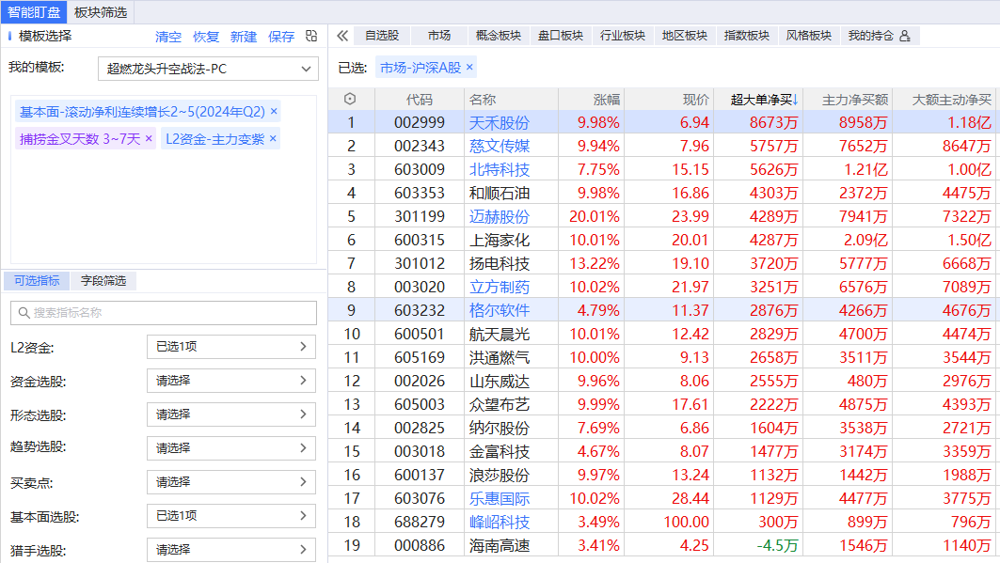 智能盯盘 板块筛选
模板选择 清空 恢复 新建 保存
我的模板: 超燃龙头升空战法-PC
基本面-滚动净利连续增长2~5(2024年Q2) ×
捕捞金叉天数 3~7天 × L2资金-主力变紫 ×
可选指标 字段筛选
搜索指标名称
L2资金: 已选1项
资金选股: 请选择
形态选股: 请选择
趋势选股: 请选择
买卖点: 请选择
基本面选股: 已选1项
猎手选股: 请选择
自选股 市场 概念板块 盘口板块 行业板块 地区板块 指数板块 风格板块 我的持仓
已选: 市场-沪深A股 ×
代码 名称 涨幅 现价 超大单净买↓ 主力净买额 大额主动净买
1 002999 天禾股份 9.98% 6.94 8673万 8958万 1.18亿
2 002343 慈文传媒 9.94% 7.96 5757万 7652万 8647万
3 603009 北特科技 7.75% 15.15 5626万 1.21亿 1.00亿
4 603353 和顺石油 9.98% 16.86 4303万 2372万 4475万
5 301199 迈赫股份 20.01% 23.99 4289万 7941万 7322万
6 600315 上海家化 10.01% 20.01 4287万 2.09亿 1.50亿
7 301012 扬电科技 13.22% 19.10 3720万 5777万 6668万
8 003020 立方制药 10.02% 21.97 3251万 6576万 7089万
9 603232 格尔软件 4.79% 11.37 2876万 4266万 4676万
10 600501 航天晨光 10.01% 12.42 2829万 4700万 4474万
11 605169 洪通燃气 10.00% 9.13 2658万 3511万 3544万
12 002026 山东威达 9.96% 8.06 2555万 480万 2976万
13 605003 众望布艺 9.99% 17.61 2222万 4875万 4393万
14 002825 纳尔股份 7.69% 6.86 1604万 3538万 2721万
15 003018 金富科技 4.67% 8.07 1477万 3174万 3359万
16 600137 浪莎股份 9.97% 13.24 1132万 1442万 1988万
17 603076 乐惠国际 10.02% 28.44 1129万 4477万 3775万
18 688279 峰岹科技 3.49% 100.00 300万 899万 796万
19 000886 海南高速 3.41% 4.25 -4.5万 1546万 1140万